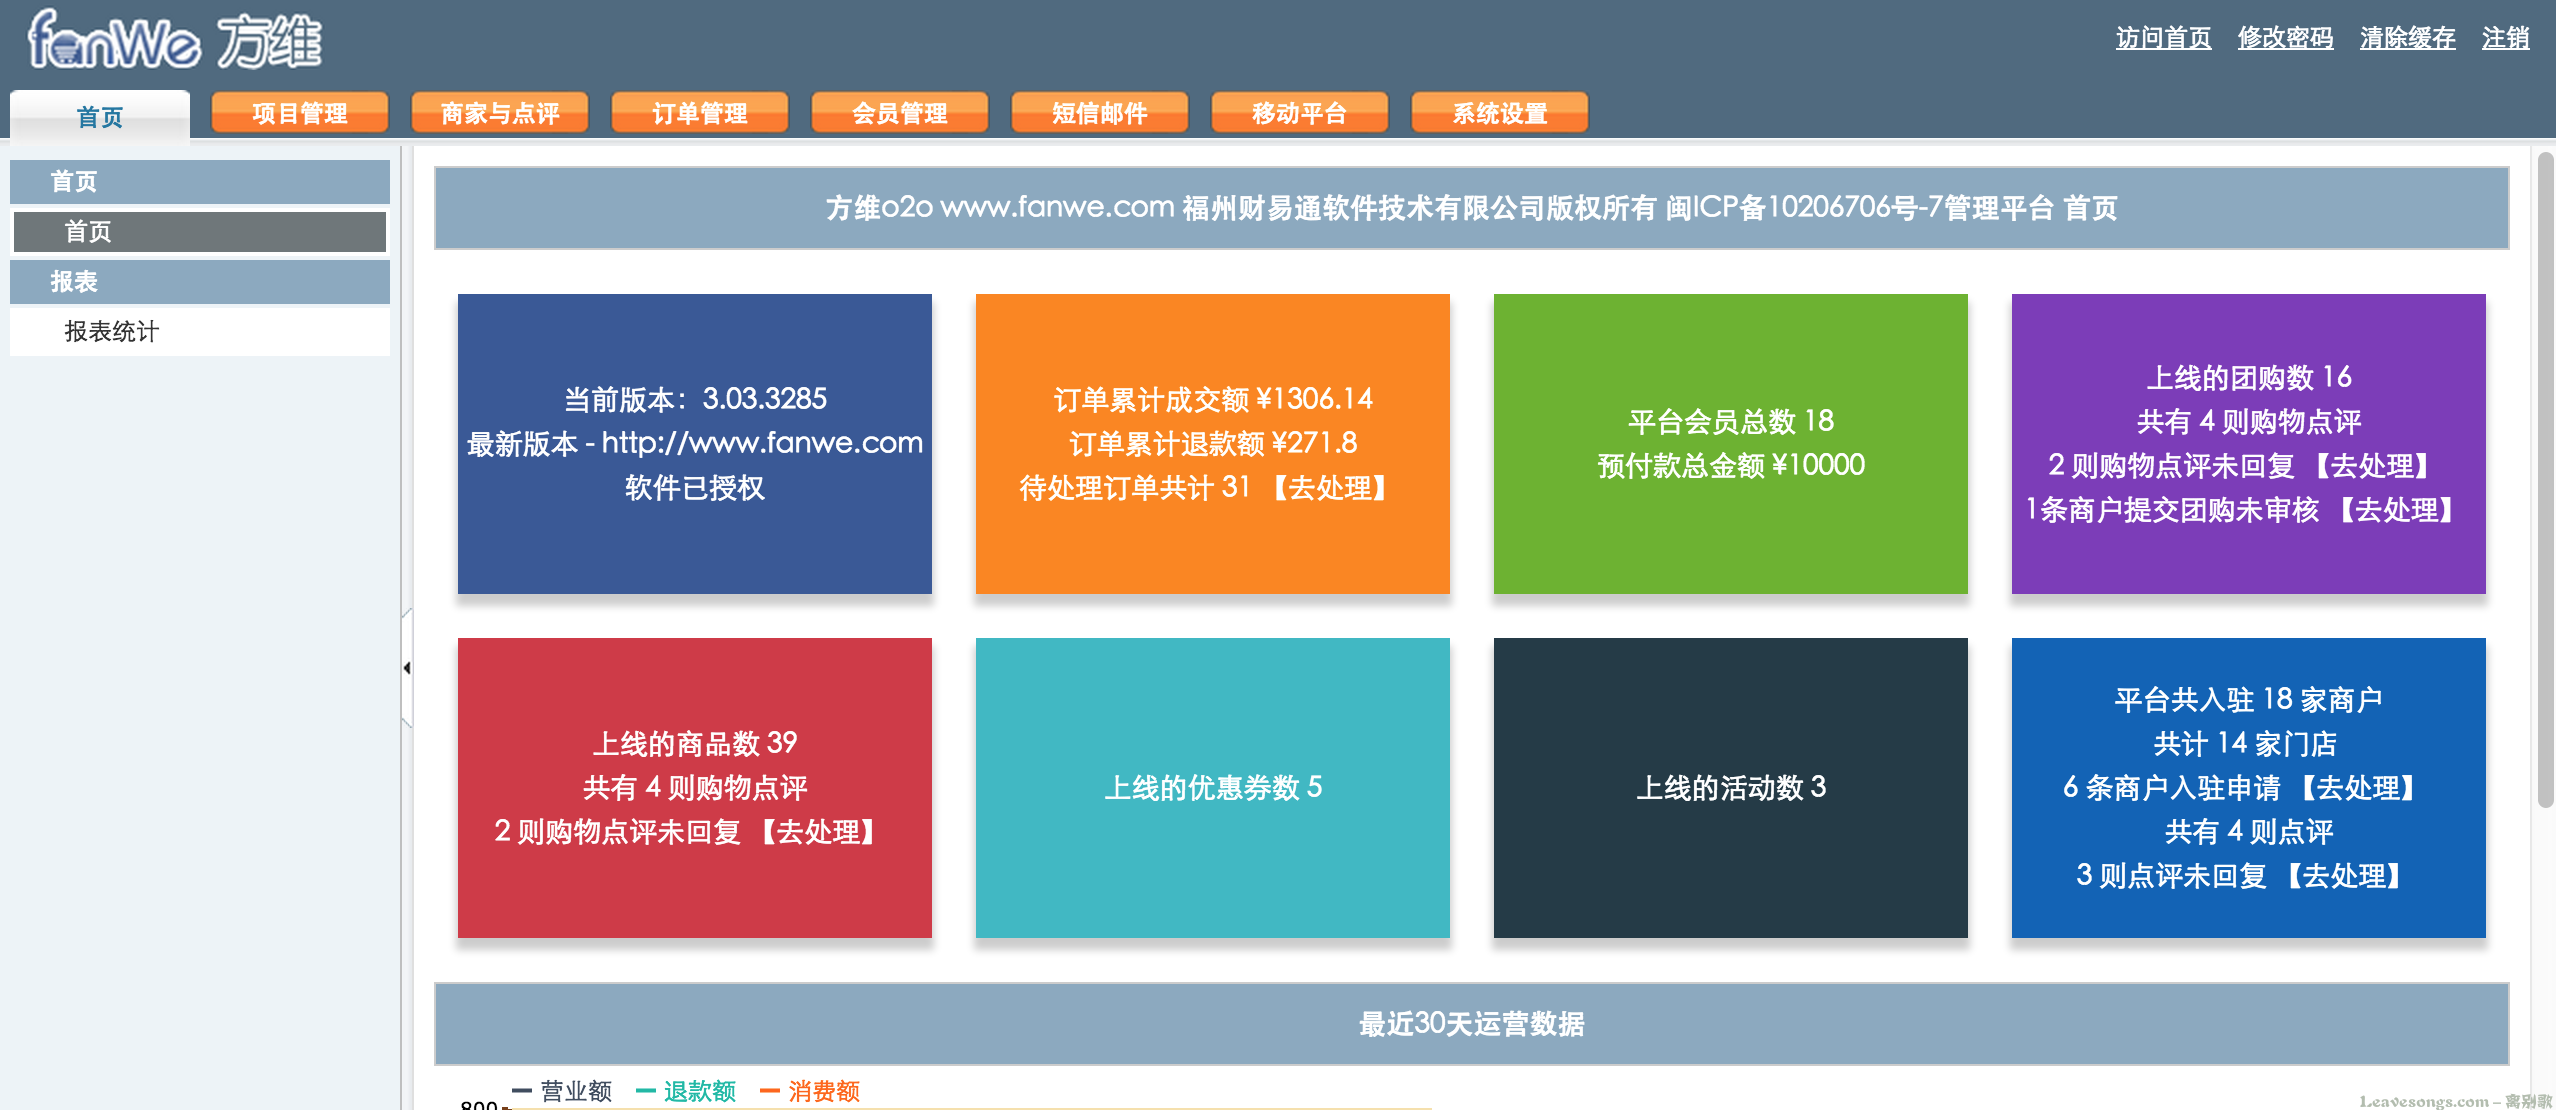 fanWe 方维
访问首页 修改密码 清除缓存 注销
首页 项目管理 商家与点评 订单管理 会员管理 短信邮件 移动平台 系统设置
首页
首页
报表
报表统计
方维o2o www.fanwe.com 福州财易通软件技术有限公司版权所有 闽ICP备10206706号-7管理平台 首页
当前版本：3.03.3285
最新版本 - http://www.fanwe.com
软件已授权
订单累计成交额 ¥1306.14
订单累计退款额 ¥271.8
待处理订单共计 31 【去处理】
平台会员总数 18
预付款总金额 ¥10000
上线的团购数 16
共有 4 则购物点评
2 则购物点评未回复 【去处理】
1条商户提交团购未审核 【去处理】
上线的商品数 39
共有 4 则购物点评
2 则购物点评未回复 【去处理】
上线的优惠券数 5
上线的活动数 3
平台共入驻 18 家商户
共计 14 家门店
6 条商户入驻申请 【去处理】
共有 4 则点评
3 则点评未回复 【去处理】
最近30天运营数据
营业额 退款额 消费额
800
Leavesongs.com – 离别歌